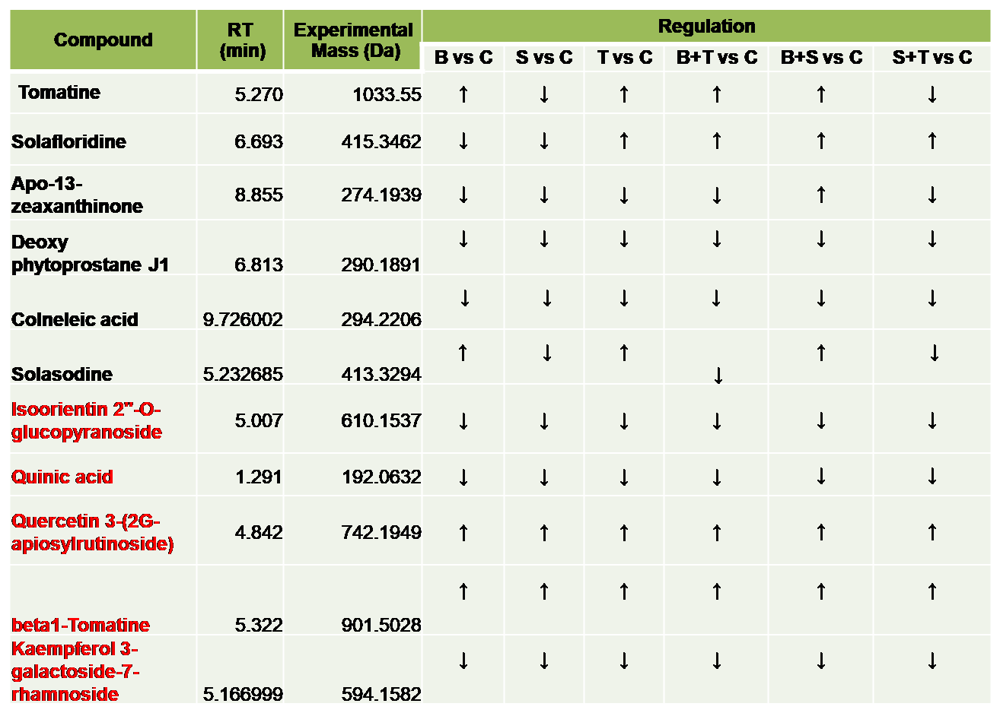 Compound RT (min) Experimental Mass (Da) Regulation
B vs C S vs C T vs C B+T vs C B+S vs C S+T vs C
Tomatine 5.270 1033.55 ↑ ↓ ↑ ↑ ↑ ↓
Solafloridine 6.693 415.3462 ↓ ↓ ↑ ↑ ↑ ↑
Apo-13-
zeaxanthinone 8.855 274.1939 ↓ ↓ ↓ ↓ ↑ ↓
Deoxy
phytoprostane J1 6.813 290.1891 ↓ ↓ ↓ ↓ ↓ ↓
Colneleic acid 9.726002 294.2206 ↓ ↓ ↓ ↓ ↓ ↓
Solasodine 5.232685 413.3294 ↑ ↓ ↑ ↓ ↑ ↓
Isoorientin 2"-O-
glucopyranoside 5.007 610.1537 ↓ ↓ ↓ ↓ ↓ ↓
Quinic acid 1.291 192.0632 ↓ ↓ ↓ ↓ ↓ ↓
Quercetin 3-(2G-
apiosylrutinoside) 4.842 742.1949 ↑ ↑ ↑ ↑ ↑ ↑
beta1-Tomatine 5.322 901.5028 ↑ ↑ ↑ ↑ ↑ ↑
Kaempferol 3-
galactoside-7-
rhamnoside 5.166999 594.1582 ↓ ↓ ↓ ↓ ↓ ↓